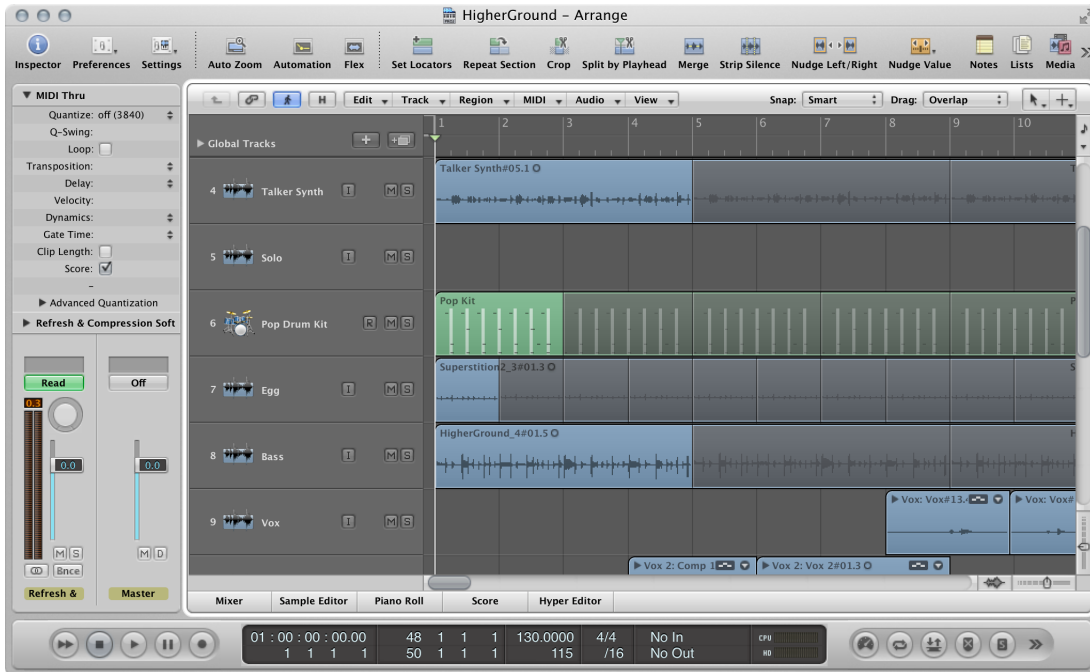 HigherGround – Arrange
Inspector Preferences Settings Auto Zoom Automation Flex Set Locators Repeat Section Crop Split by Playhead Merge Strip Silence Nudge Left/Right Nudge Value Notes Lists Media
MIDI Thru
Quantize: off (3840)
Q-Swing:
Loop:
Transposition:
Delay:
Velocity:
Dynamics:
Gate Time:
Clip Length:
Score:
–
Advanced Quantization
Refresh & Compression Soft
Read Off
0.3
0.0 0.0
M S M D
Bnce
Refresh & Master
H Edit Track Region MIDI Audio View Snap: Smart Drag: Overlap
Global Tracks
1 2 3 4 5 6 7 8 9 10
4 Talker Synth I M S
Talker Synth#05.1 T
5 Solo I M S
6 Pop Drum Kit R M S
Pop Kit P
7 Egg I M S
Superstition2_3#01.3 S
8 Bass I M S
HigherGround_4#01.5 H
9 Vox I M S
Vox: Vox#13. Vox: Vox#
Vox 2: Comp 1 Vox 2: Vox 2#01.3
Mixer Sample Editor Piano Roll Score Hyper Editor
01 : 00 : 00 : 00.00 48 1 1 1 130.0000 4/4 No In CPU
1 1 1 1 50 1 1 1 115 /16 No Out HD
S